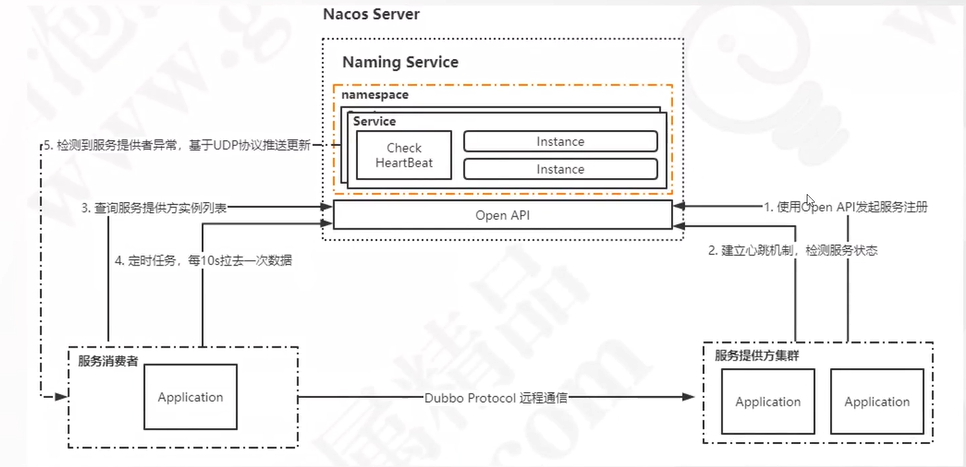 Nacos Server
Naming Service
namespace
Service
Check
HeartBeat
Instance
Instance
Open API
5. 检测到服务提供者异常，基于UDP协议推送更新
3. 查询服务提供方实例列表
4. 定时任务，每10s拉去一次数据
1. 使用Open API发起服务注册
2. 建立心跳机制，检测服务状态
服务消费者
Application
Dubbo Protocol 远程通信
服务提供方集群
Application
Application